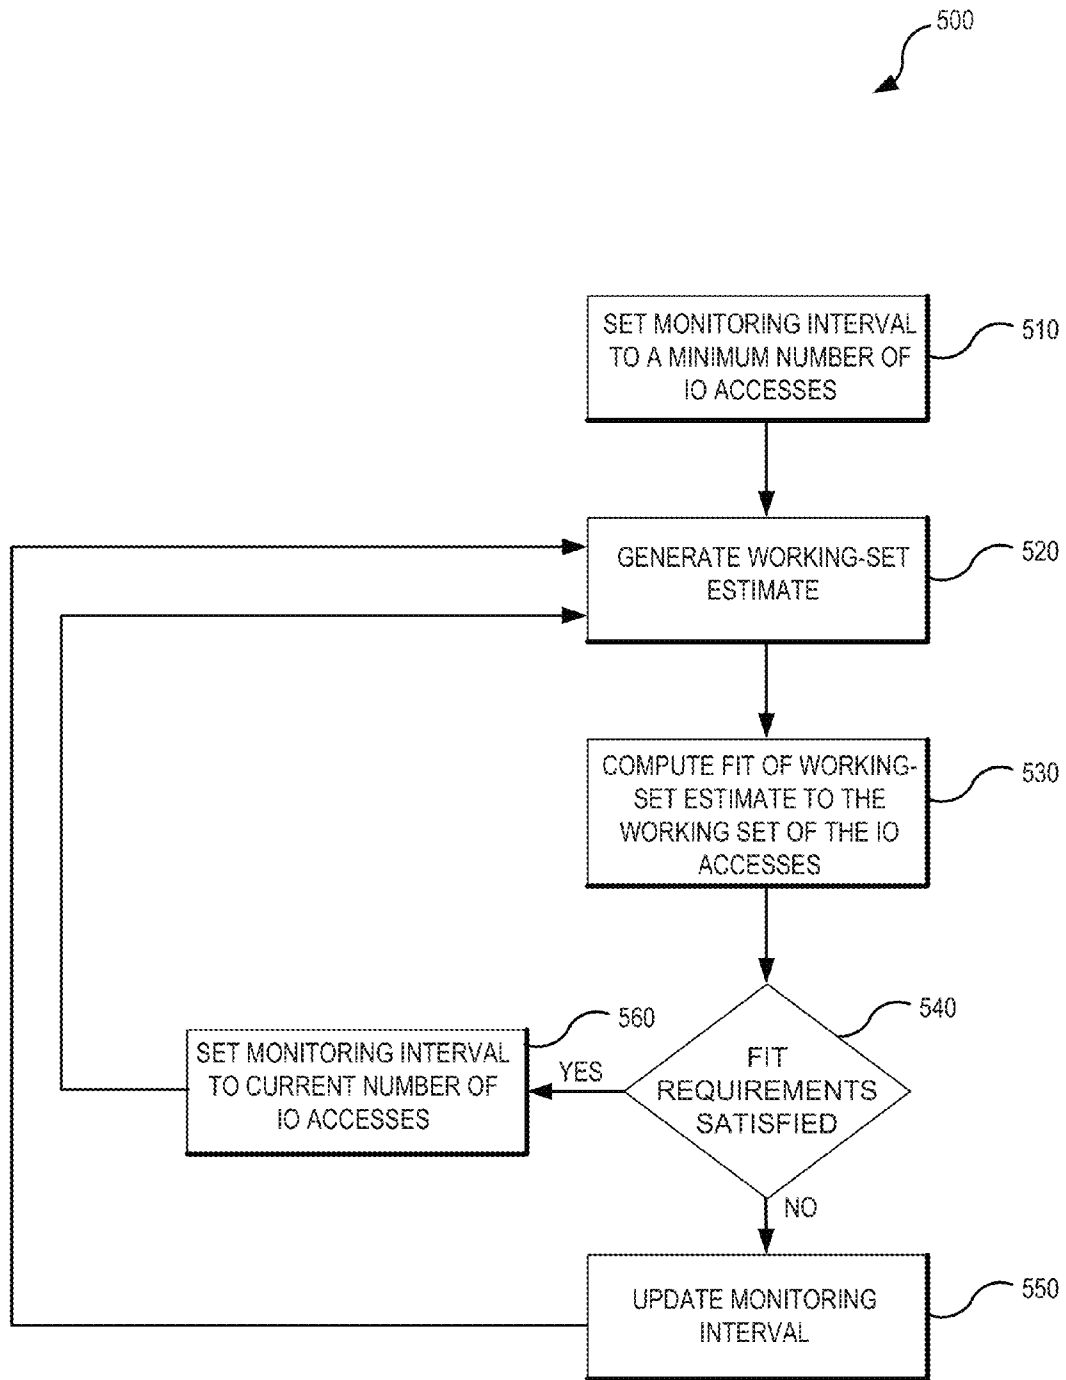 500
SET MONITORING INTERVAL
TO A MINIMUM NUMBER OF
IO ACCESSES
510
GENERATE WORKING-SET
ESTIMATE
520
COMPUTE FIT OF WORKING-
SET ESTIMATE TO THE
WORKING SET OF THE IO
ACCESSES
530
FIT
REQUIREMENTS
SATISFIED
540
YES
SET MONITORING INTERVAL
TO CURRENT NUMBER OF
IO ACCESSES
560
NO
UPDATE MONITORING
INTERVAL
550